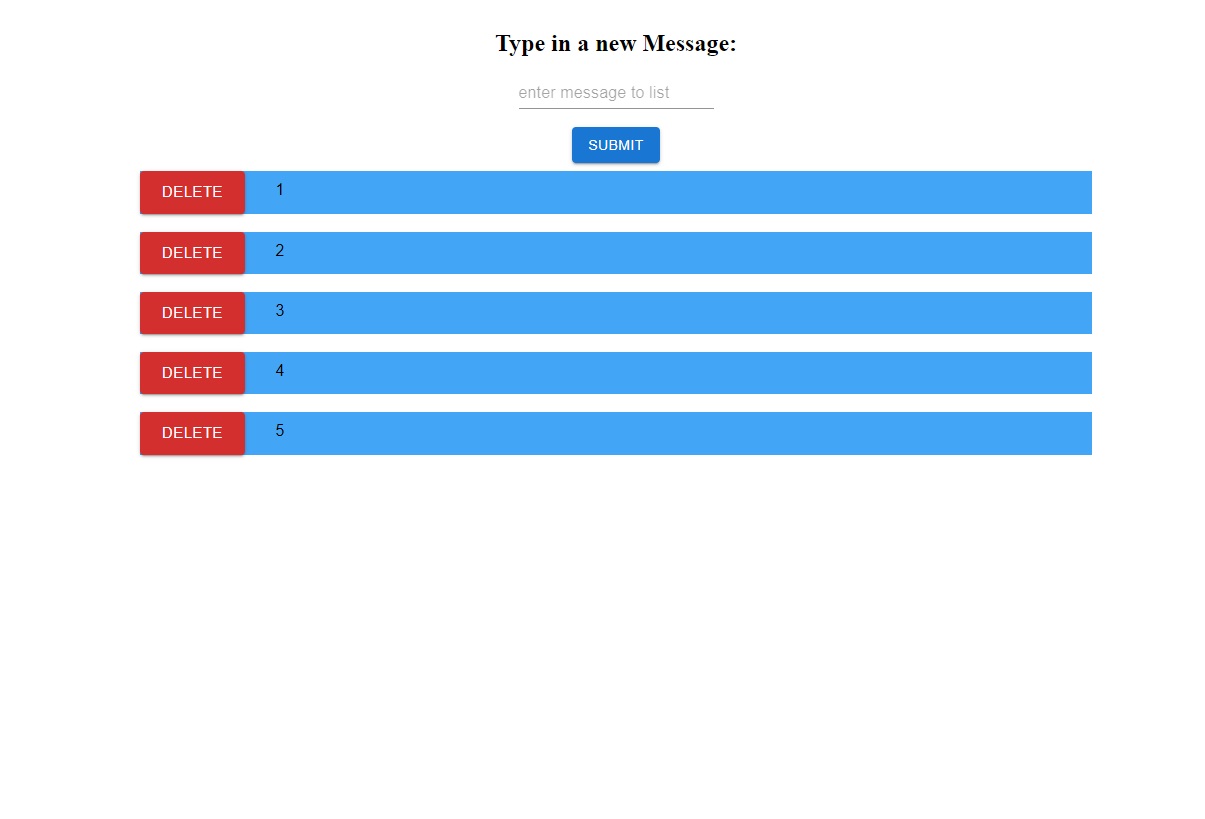 Type in a new Message:
enter message to list
SUBMIT
DELETE 1
DELETE 2
DELETE 3
DELETE 4
DELETE 5